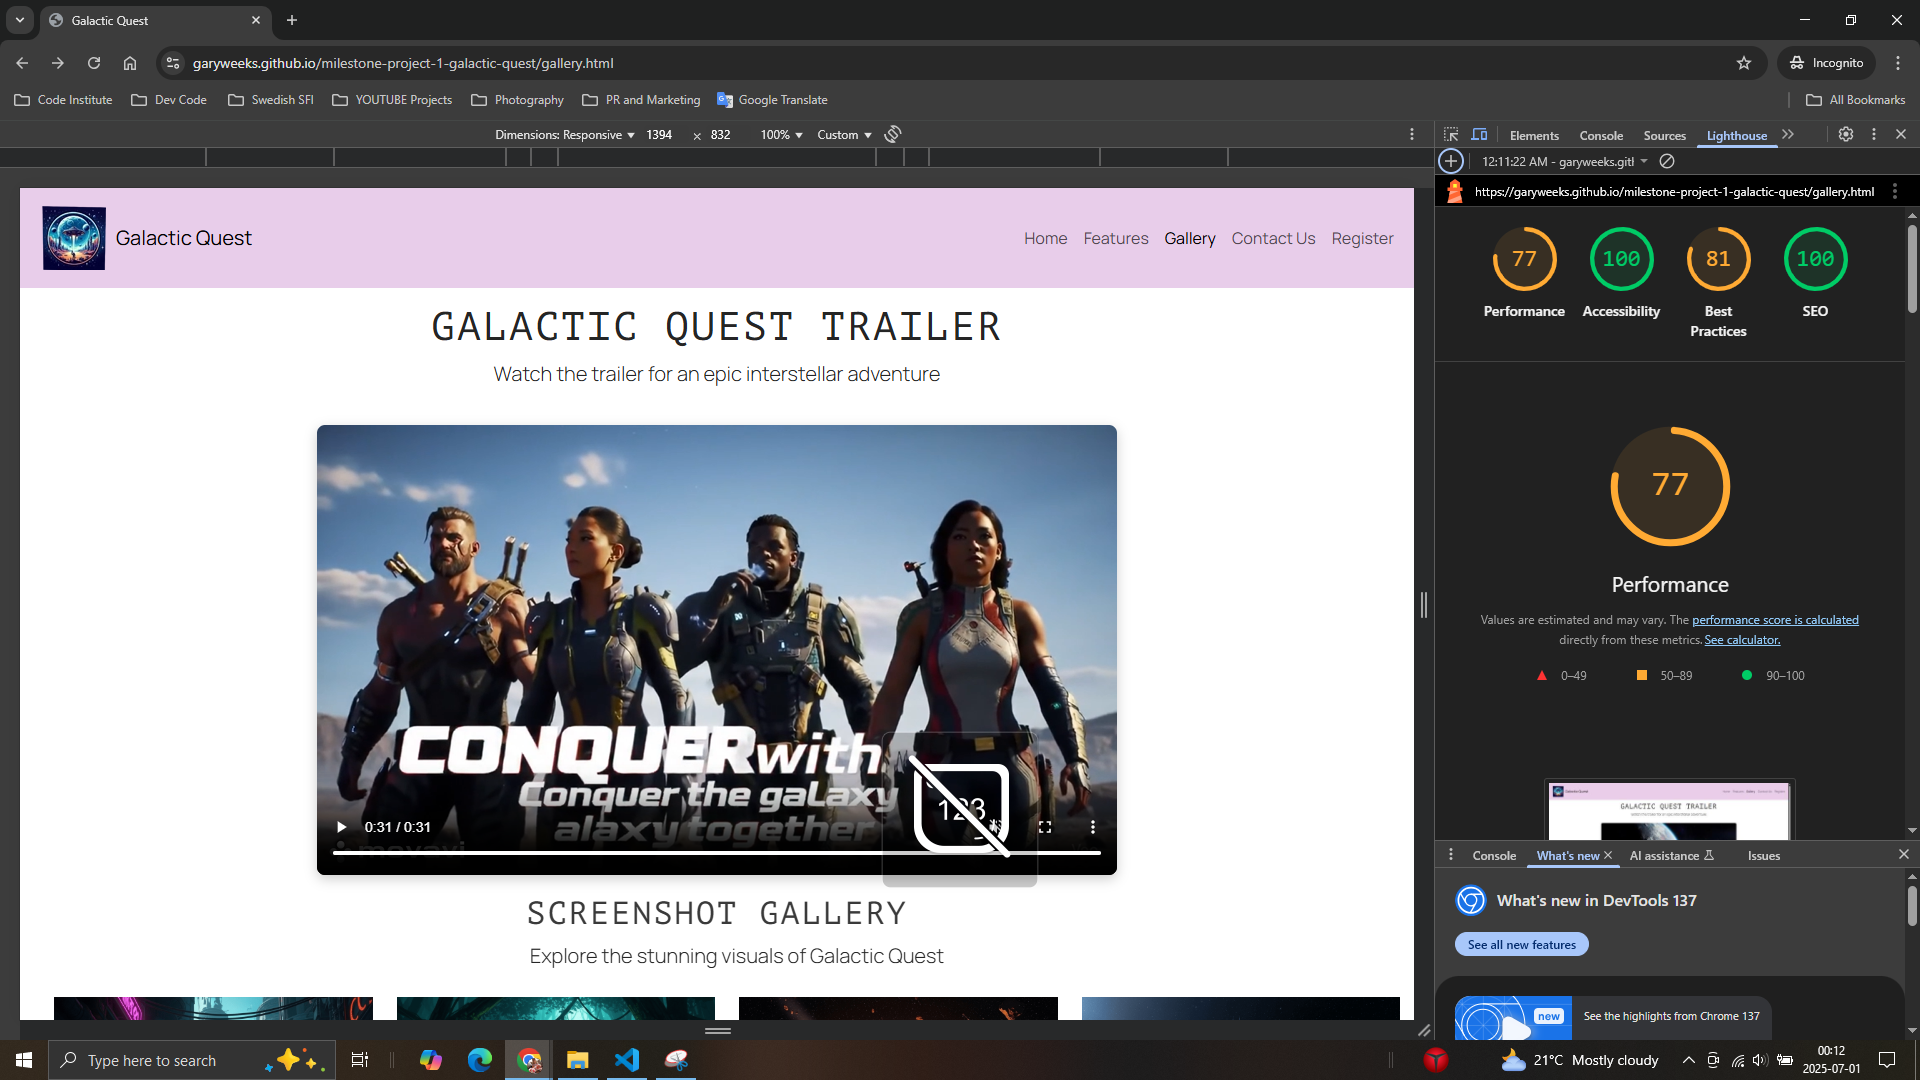 Galactic Quest
garyweeks.github.io/milestone-project-1-galactic-quest/gallery.html
Incognito
Code Institute
Dev Code
Swedish SFI
YOUTUBE Projects
Photography
PR and Marketing
Google Translate
All Bookmarks
Dimensions: Responsive
1394
×
832
100%
Custom
Galactic Quest
Home
Features
Gallery
Contact Us
Register
GALACTIC QUEST TRAILER
Watch the trailer for an epic interstellar adventure
CONQUER with
Conquer the galaxy
alaxy together
123
0:31 / 0:31
movavi
SCREENSHOT GALLERY
Explore the stunning visuals of Galactic Quest
Elements
Console
Sources
Lighthouse
12:11:22 AM - garyweeks.gitl
https://garyweeks.github.io/milestone-project-1-galactic-quest/gallery.html
77
100
81
100
Performance
Accessibility
Best
Practices
SEO
77
Performance
Values are estimated and may vary. The performance score is calculated
directly from these metrics. See calculator.
0–49
50–89
90–100
GALACTIC QUEST TRAILER
Console
What's new
AI assistance
Issues
What's new in DevTools 137
See all new features
new
See the highlights from Chrome 137
Type here to search
21°C Mostly cloudy
00:12
2025-07-01